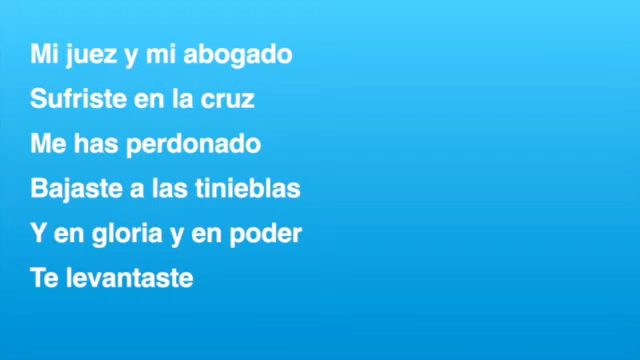 Mi juez y mi abogado
Sufriste en la cruz
Me has perdonado
Bajaste a las tinieblas
Y en gloria y en poder
Te levantaste